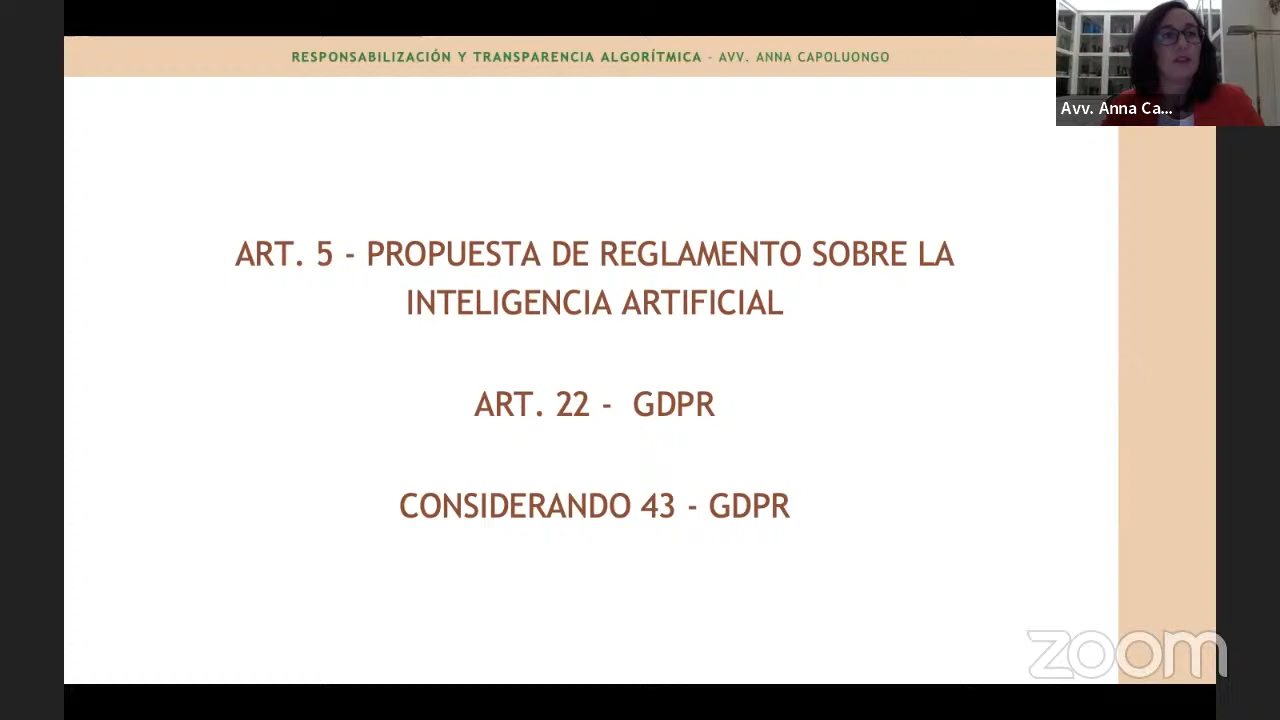 RESPONSABILIZACIÓN Y TRANSPARENCIA ALGORÍTMICA - AVV. ANNA CAPOLUONGO
Avv. Anna Ca...
ART. 5 - PROPUESTA DE REGLAMENTO SOBRE LA
INTELIGENCIA ARTIFICIAL
ART. 22 - GDPR
CONSIDERANDO 43 - GDPR
zoom